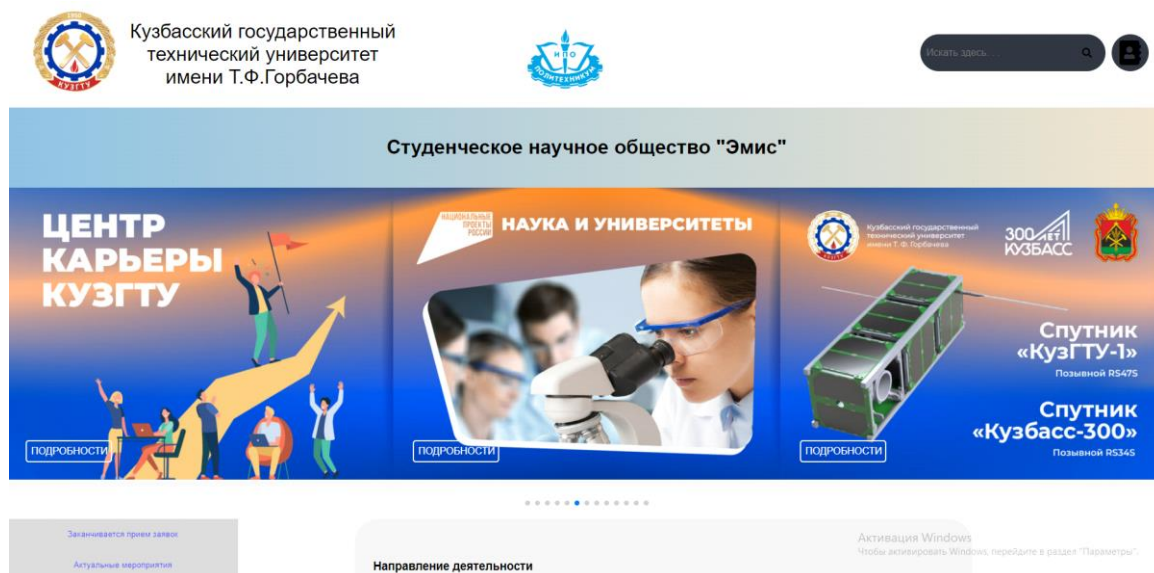 1950
КУЗГТУ
Кузбасский государственный
технический университет
имени Т.Ф.Горбачева
НПО
ПОЛИТЕХНИКУМ
Искать здесь...
Студенческое научное общество "Эмис"
ЦЕНТР
КАРЬЕРЫ
КУЗГТУ
ПОДРОБНОСТИ
НАЦИОНАЛЬНЫЕ
ПРОЕКТЫ
РОССИИ
НАУКА И УНИВЕРСИТЕТЫ
ПОДРОБНОСТИ
КУЗГТУ
Кузбасский государственный
технический университет
имени Т. Ф. Горбачева
300 ЛЕТ
КУЗБАСС
Спутник
«КузГТУ-1»
Позывной RS47S
Спутник
«Кузбасс-300»
Позывной RS34S
ПОДРОБНОСТИ
Заканчивается прием заявок
Актуальные мероприятия
Направление деятельности
Активация Windows
Чтобы активировать Windows, перейдите в раздел "Параметры".